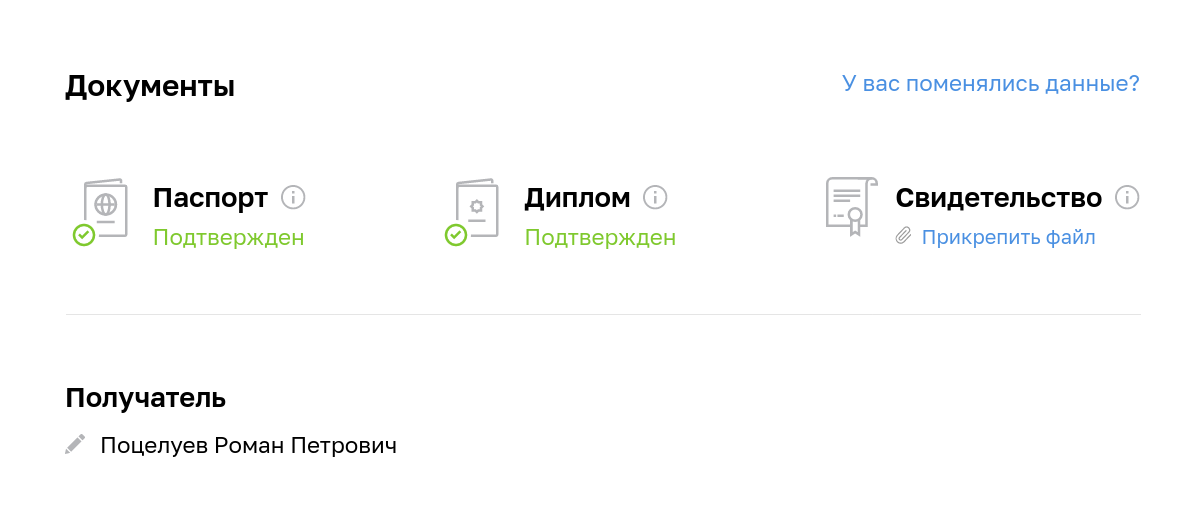 Документы
У вас поменялись данные?
Паспорт
Подтвержден
Диплом
Подтвержден
Свидетельство
Прикрепить файл
Получатель
Поцелуев Роман Петрович